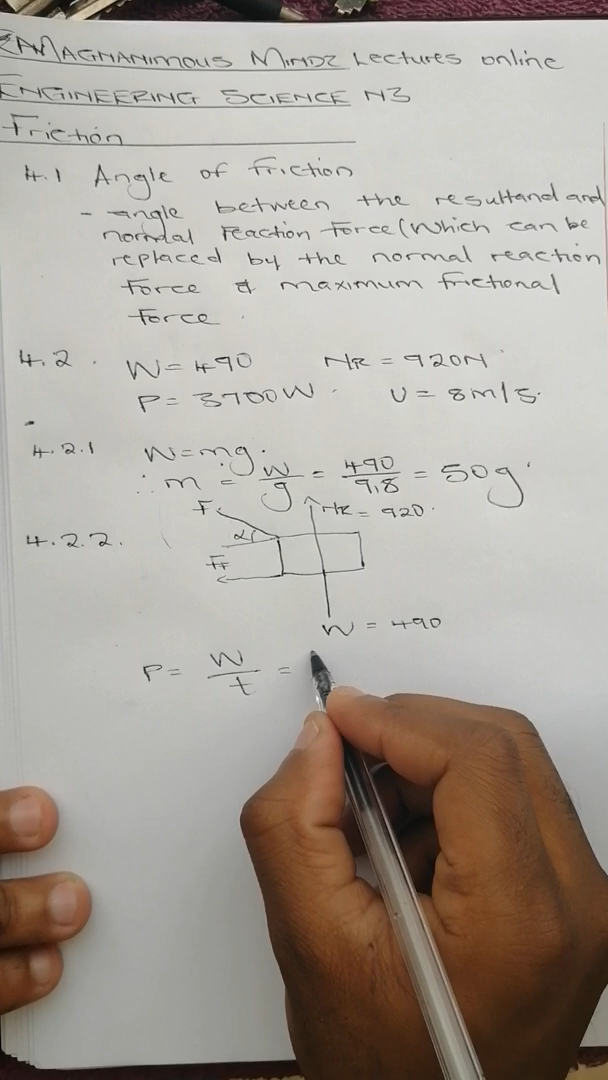 MAGNANIMOUS MINDZ Lectures online
ENGINEERING SCIENCE N3
Friction
4.1 Angle of friction
- angle between the resultand and
normdal reaction force (which can be
replaced by the normal reaction
force & maximum frictional
force.
4.2. W = 490 NR = 920N
P = 3700W. U = 8m/s.
4.2.1 W = mg.
∴ m = W/g = 490/9,8 = 50g
F NR = 920.
4.2.2. α
Fr
W = 490
P = W/t =